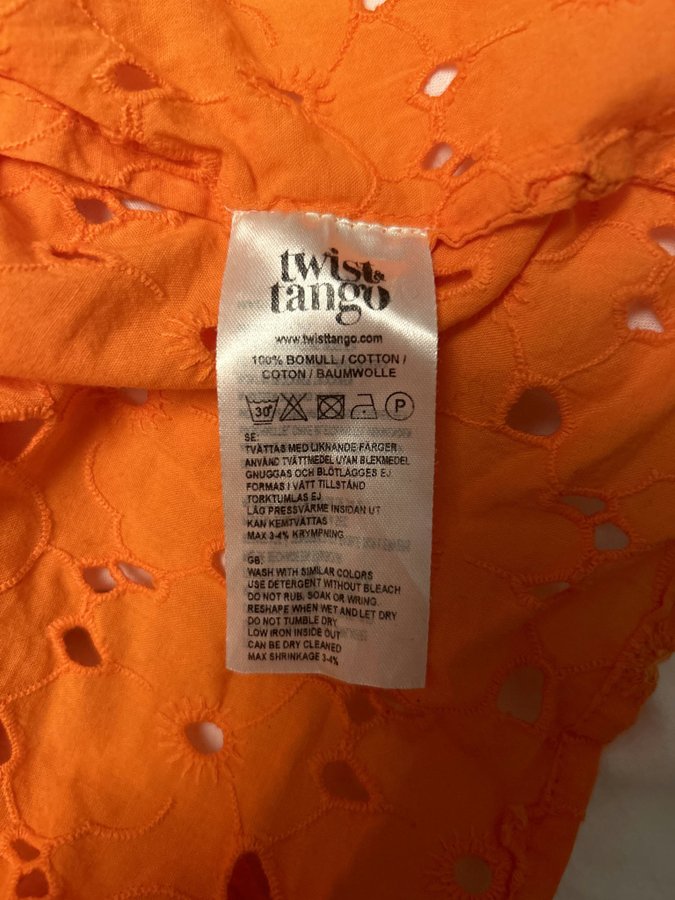 twist &
tango
www.twisttango.com
100% BOMULL / COTTON /
COTON / BAUMWOLLE
30° P
SE:
TVÄTTAS MED LIKNANDE FÄRGER
ANVÄND TVÄTTMEDEL UTAN BLEKMEDEL
GNUGGAS OCH BLÖTLÄGGES EJ
FORMAS I VÅTT TILLSTÅND
TORKTUMLAS EJ
LÅG PRESSVÄRME INSIDAN UT
KAN KEMTVÄTTAS
MAX 3-4% KRYMPNING
GB:
WASH WITH SIMILAR COLORS
USE DETERGENT WITHOUT BLEACH
DO NOT RUB, SOAK OR WRING
RESHAPE WHEN WET AND LET DRY
DO NOT TUMBLE DRY
LOW IRON INSIDE OUT
CAN BE DRY CLEANED
MAX SHRINKAGE 3-4%